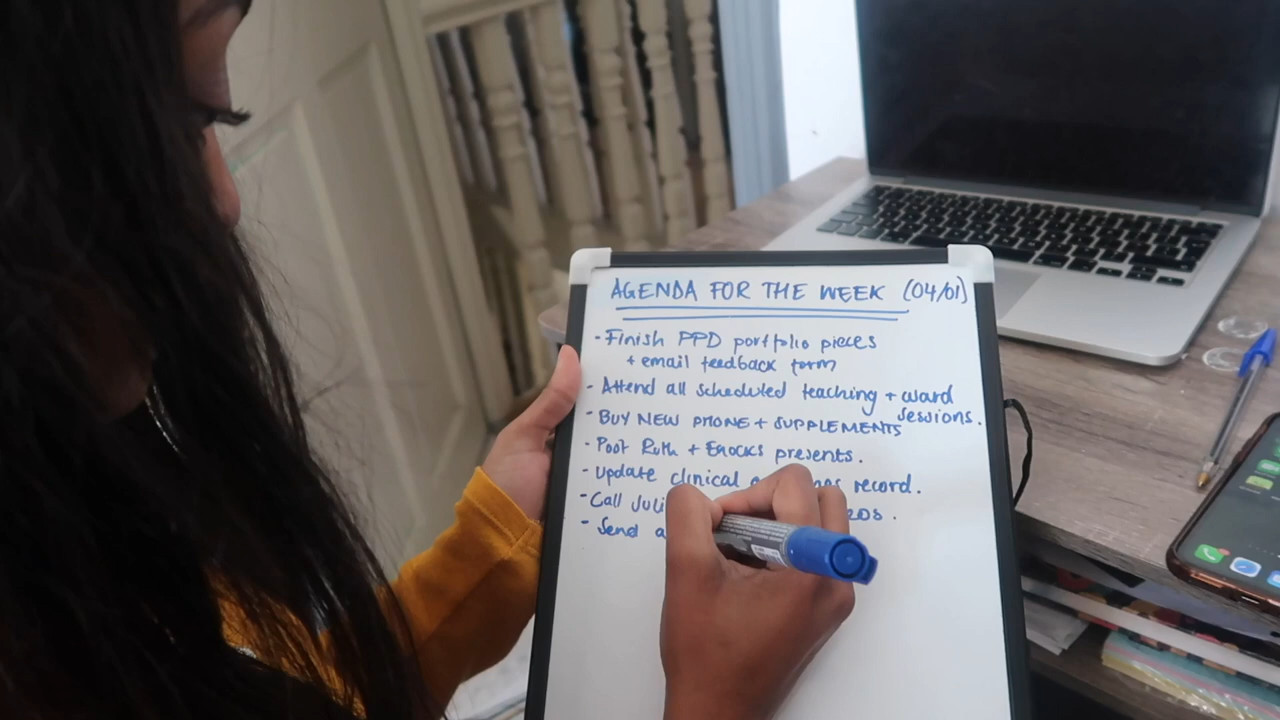 AGENDA FOR THE WEEK (04/01)
- Finish PPD portfolio pieces
+ email feedback form
- Attend all scheduled teaching + ward
sessions.
- BUY NEW PHONE + SUPPLEMENTS
- Post Ruth + presents.
- Update clinical record.
- Call
- Send a